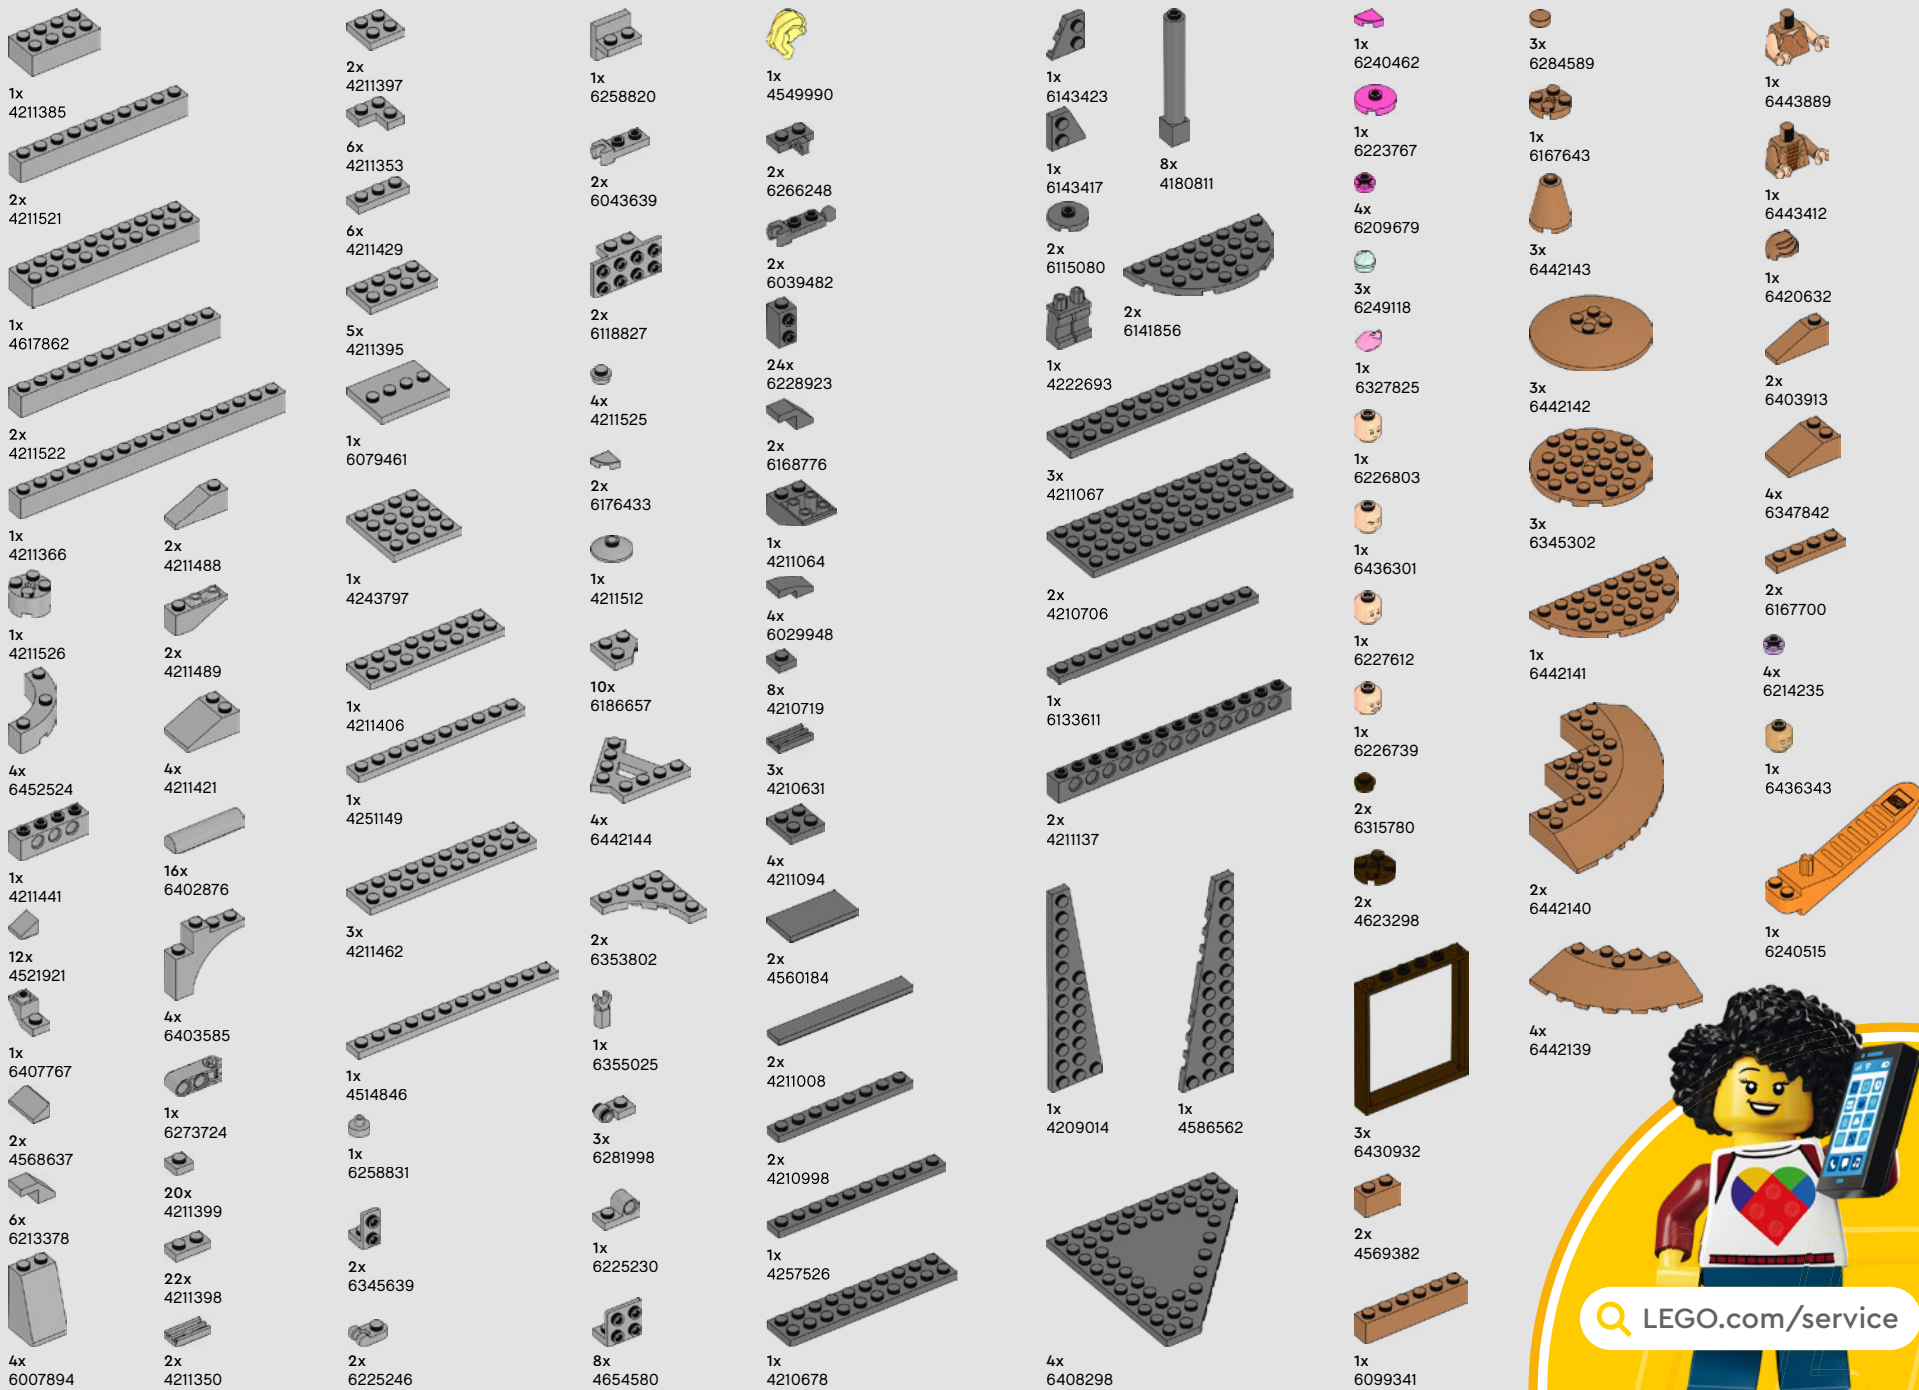 1x
4211385
2x
4211521
1x
4617862
2x
4211522
1x
4211366
1x
4211526
4x
6452524
1x
4211441
12x
4521921
1x
6407767
2x
4568637
6x
6213378
4x
6007894
2x
4211488
2x
4211489
4x
4211421
16x
6402876
4x
6403585
1x
6273724
20x
4211399
22x
4211398
2x
4211350
2x
4211397
6x
4211353
6x
4211429
5x
4211395
1x
6079461
1x
4243797
1x
4211406
1x
4251149
3x
4211462
1x
4514846
1x
6258831
2x
6345639
2x
6225246
1x
6258820
2x
6043639
2x
6118827
4x
4211525
2x
6176433
1x
4211512
10x
6186657
4x
6442144
2x
6353802
1x
6355025
3x
6281998
1x
6225230
8x
4654580
1x
4549990
2x
6266248
2x
6039482
24x
6228923
2x
6168776
1x
4211064
4x
6029948
8x
4210719
3x
4210631
4x
4211094
2x
4560184
2x
4211008
2x
4210998
1x
4257526
1x
4210678
1x
6143423
1x
6143417
2x
6115080
1x
4222693
8x
4180811
2x
6141856
3x
4211067
2x
4210706
1x
6133611
2x
4211137
1x
4209014
1x
4586562
4x
6408298
1x
6240462
1x
6223767
4x
6209679
3x
6249118
1x
6327825
1x
6226803
1x
6436301
1x
6227612
1x
6226739
2x
6315780
2x
4623298
3x
6430932
2x
4569382
1x
6099341
3x
6284589
1x
6167643
3x
6442143
3x
6442142
3x
6345302
1x
6442141
2x
6442140
4x
6442139
1x
6443889
1x
6443412
1x
6420632
2x
6403913
4x
6347842
2x
6167700
4x
6214235
1x
6436343
1x
6240515
LEGO.com/service